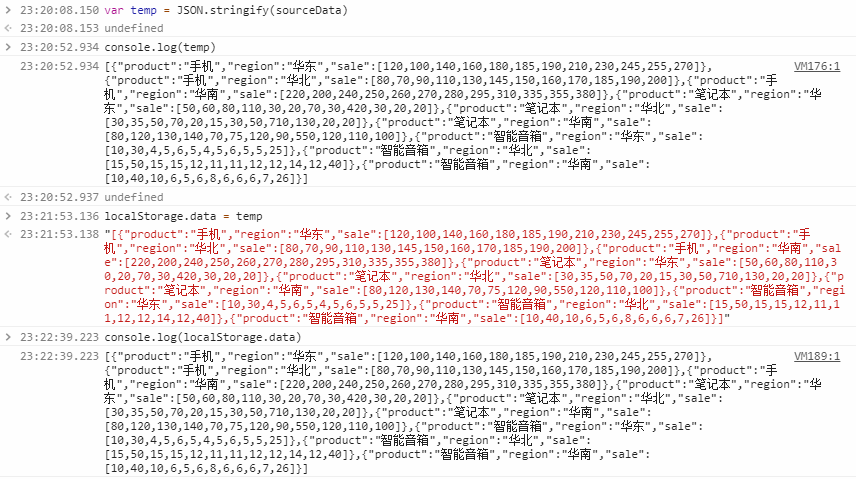 23:20:08.150 var temp = JSON.stringify(sourceData)
23:20:08.153 undefined
23:20:52.934 console.log(temp)
23:20:52.934 [{"product":"手机","region":"华东","sale":[120,100,140,160,180,185,190,210,230,245,255,270]}, VM176:1
{"product":"手机","region":"华北","sale":[80,70,90,110,130,145,150,160,170,185,190,200]},{"product":"手
机","region":"华南","sale":[220,200,240,250,260,270,280,295,310,335,355,380]},{"product":"笔记本","region":"华
东","sale":[50,60,80,110,30,20,70,30,420,30,20,20]},{"product":"笔记本","region":"华北","sale":
[30,35,50,70,20,15,30,50,710,130,20,20]},{"product":"笔记本","region":"华南","sale":
[80,120,130,140,70,75,120,90,550,120,110,100]},{"product":"智能音箱","region":"华东","sale":
[10,30,4,5,6,5,4,5,6,5,5,25]},{"product":"智能音箱","region":"华北","sale":
[15,50,15,15,12,11,11,12,12,14,12,40]},{"product":"智能音箱","region":"华南","sale":
[10,40,10,6,5,6,8,6,6,6,7,26]}]
23:20:52.937 undefined
23:21:53.136 localStorage.data = temp
23:21:53.138 "[{"product":"手机","region":"华东","sale":[120,100,140,160,180,185,190,210,230,245,255,270]},{"product":"手
机","region":"华北","sale":[80,70,90,110,130,145,150,160,170,185,190,200]},{"product":"手机","region":"华南","sal
e":[220,200,240,250,260,270,280,295,310,335,355,380]},{"product":"笔记本","region":"华东","sale":[50,60,80,110,3
0,20,70,30,420,30,20,20]},{"product":"笔记本","region":"华北","sale":[30,35,50,70,20,15,30,50,710,130,20,20]},{"p
roduct":"笔记本","region":"华南","sale":[80,120,130,140,70,75,120,90,550,120,110,100]},{"product":"智能音箱","regi
on":"华东","sale":[10,30,4,5,6,5,4,5,6,5,5,25]},{"product":"智能音箱","region":"华北","sale":[15,50,15,15,12,11,1
1,12,12,14,12,40]},{"product":"智能音箱","region":"华南","sale":[10,40,10,6,5,6,8,6,6,6,7,26]}]"
23:22:39.223 console.log(localStorage.data)
23:22:39.223 [{"product":"手机","region":"华东","sale":[120,100,140,160,180,185,190,210,230,245,255,270]}, VM189:1
{"product":"手机","region":"华北","sale":[80,70,90,110,130,145,150,160,170,185,190,200]},{"product":"手
机","region":"华南","sale":[220,200,240,250,260,270,280,295,310,335,355,380]},{"product":"笔记本","region":"华
东","sale":[50,60,80,110,30,20,70,30,420,30,20,20]},{"product":"笔记本","region":"华北","sale":
[30,35,50,70,20,15,30,50,710,130,20,20]},{"product":"笔记本","region":"华南","sale":
[80,120,130,140,70,75,120,90,550,120,110,100]},{"product":"智能音箱","region":"华东","sale":
[10,30,4,5,6,5,4,5,6,5,5,25]},{"product":"智能音箱","region":"华北","sale":
[15,50,15,15,12,11,11,12,12,14,12,40]},{"product":"智能音箱","region":"华南","sale":
[10,40,10,6,5,6,8,6,6,6,7,26]}]